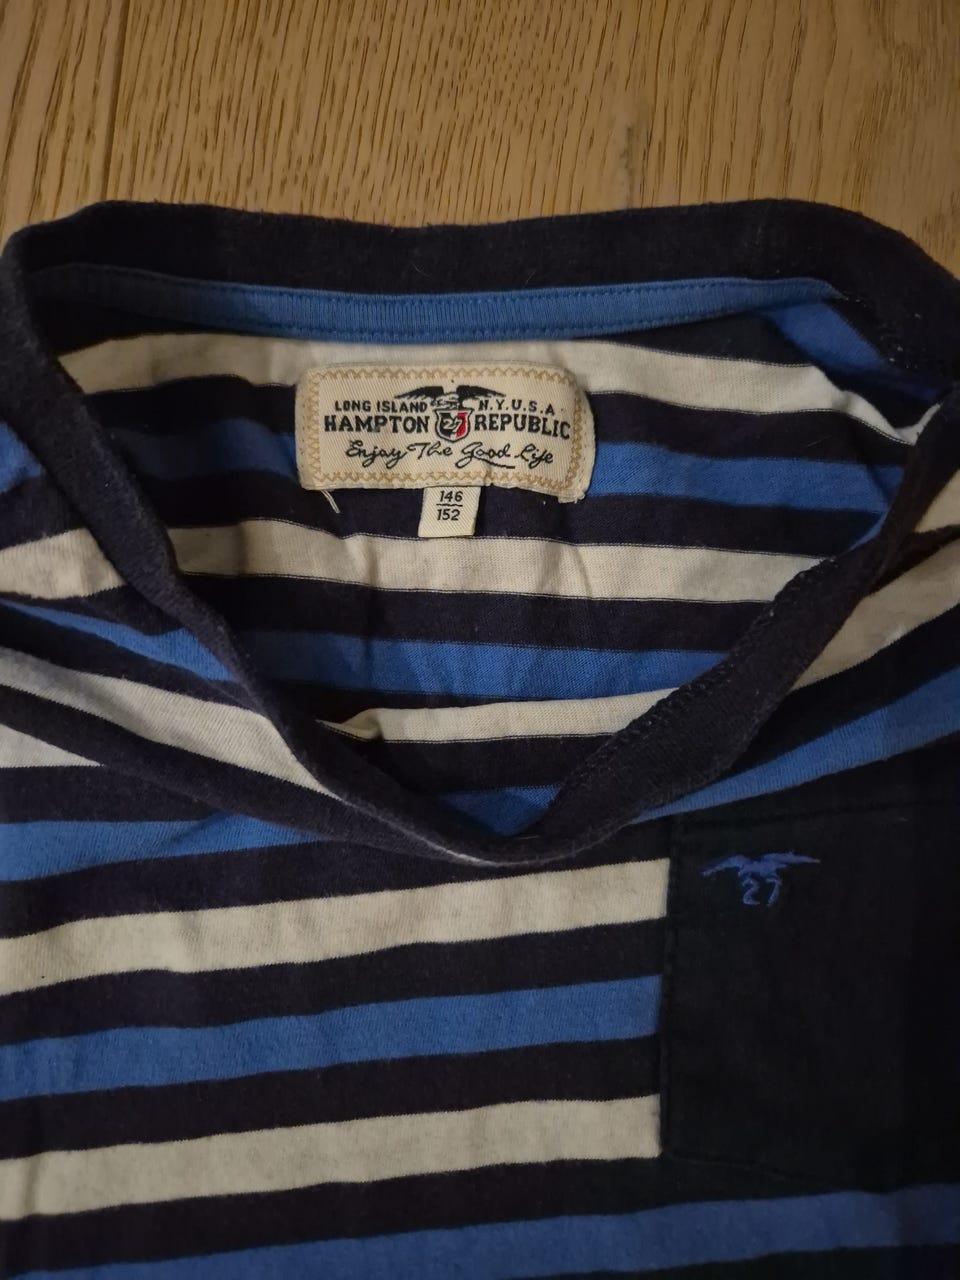 LONG ISLAND N.Y.U.S.A
HAMPTON 27 REPUBLIC
Enjoy The Good Life
146
152
27